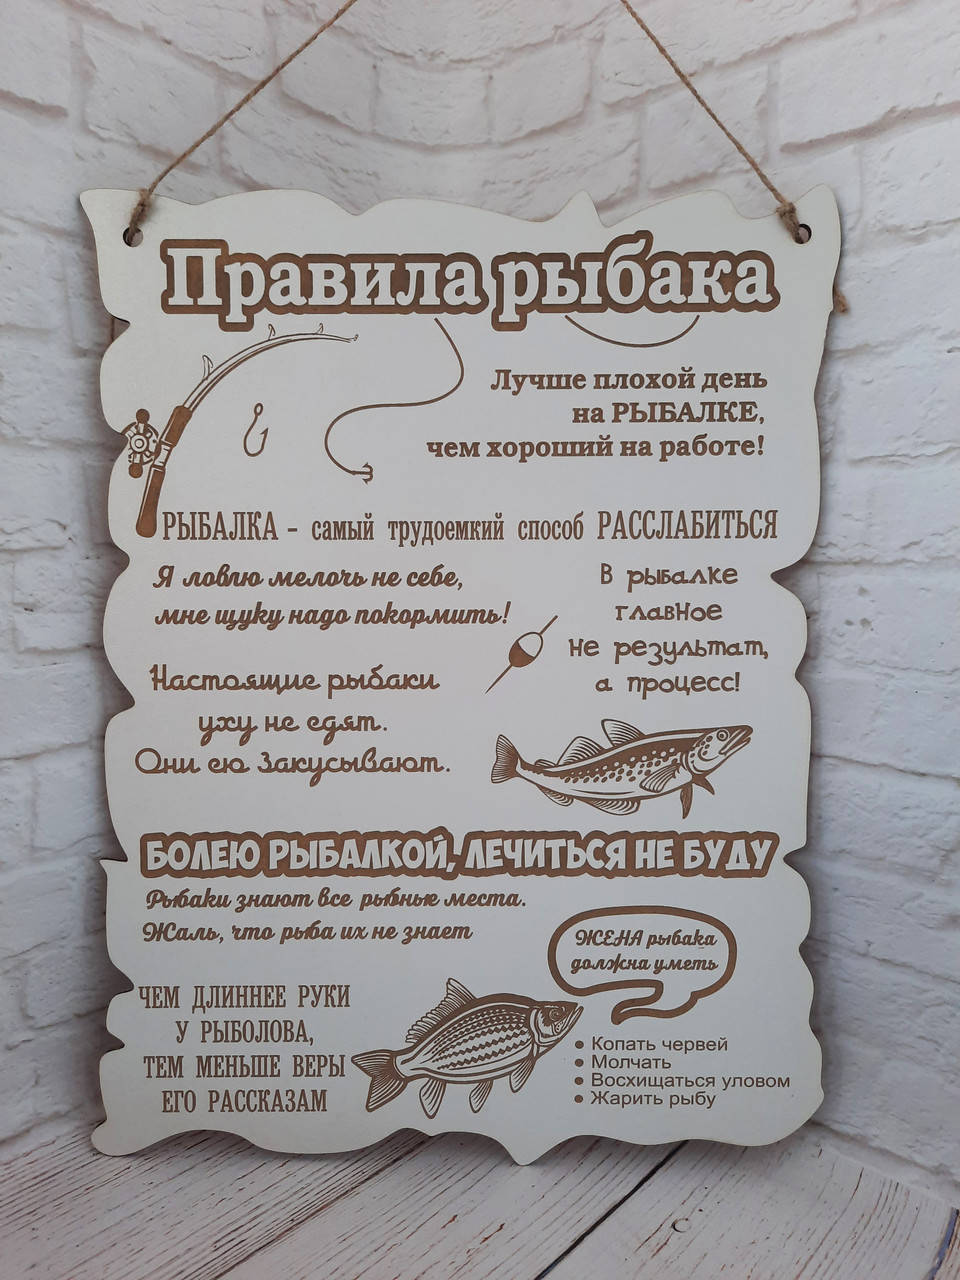 Правила рыбака
Лучше плохой день
на РЫБАЛКЕ,
чем хороший на работе!
РЫБАЛКА - самый трудоемкий способ РАССЛАБИТЬСЯ
Я ловлю мелочь не себе,
мне щуку надо покормить!
В рыбалке
главное
не результат,
а процесс!
Настоящие рыбаки
уху не едят.
Они ею закусывают.
БОЛЕЮ РЫБАЛКОЙ, ЛЕЧИТЬСЯ НЕ БУДУ
Рыбаки знают все рыбные места.
Жаль, что рыба их не знает
ЧЕМ ДЛИННЕЕ РУКИ
У РЫБОЛОВА,
ТЕМ МЕНЬШЕ ВЕРЫ
ЕГО РАССКАЗАМ
ЖЕНА рыбака
должна уметь
• Копать червей
• Молчать
• Восхищаться уловом
• Жарить рыбу